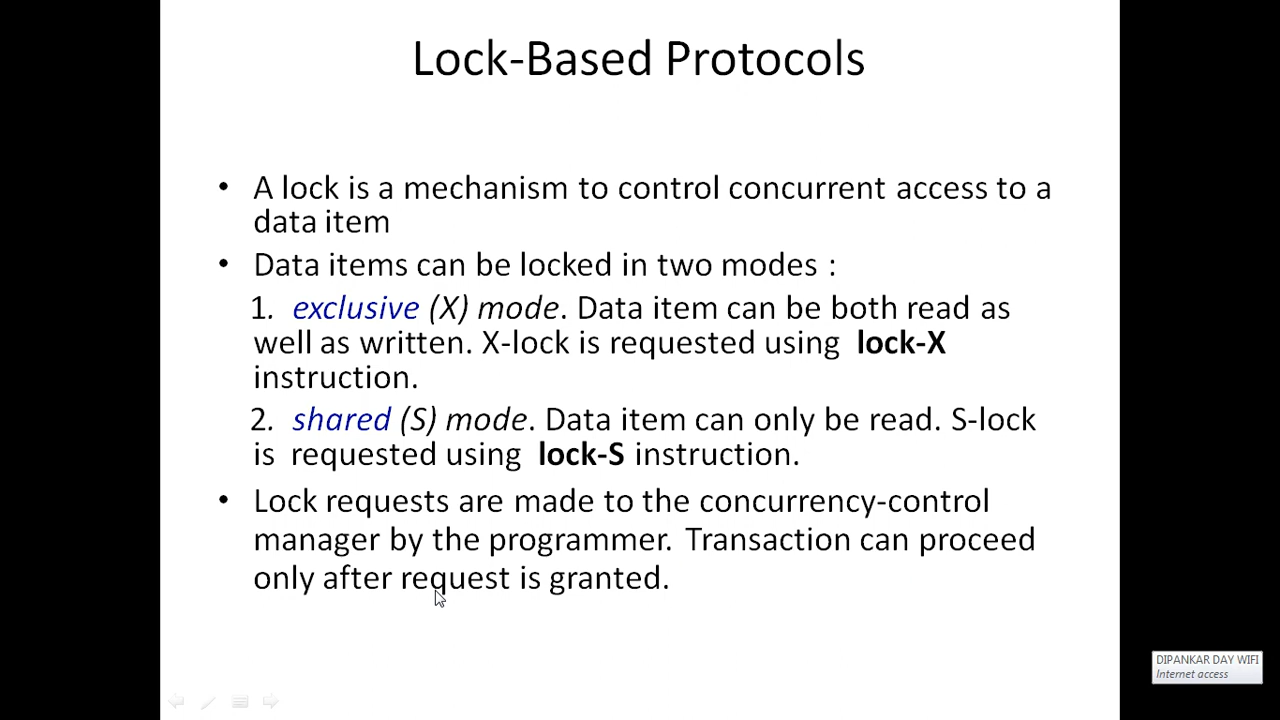 Lock-Based Protocols
• A lock is a mechanism to control concurrent access to a
data item
• Data items can be locked in two modes :
1. exclusive (X) mode. Data item can be both read as
well as written. X-lock is requested using lock-X
instruction.
2. shared (S) mode. Data item can only be read. S-lock
is requested using lock-S instruction.
• Lock requests are made to the concurrency-control
manager by the programmer. Transaction can proceed
only after request is granted.
DIPANKAR DAY WIFI
Internet access